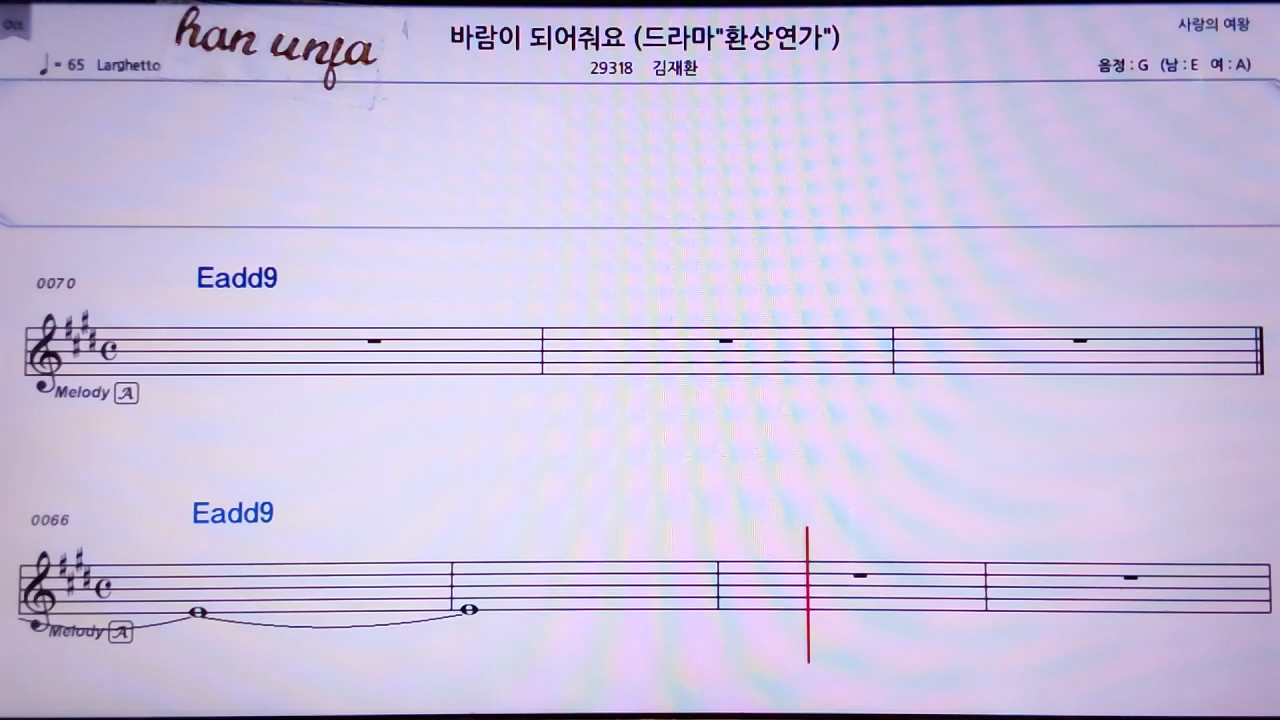 han unfa
바람이 되어줘요 (드라마"환상연가")
사랑의 여왕
♩= 65 Larghetto
29318 김재환
음정 : G (남 : E 여 : A)
0070
Eadd9
Melody A
0066
Eadd9
Melody A